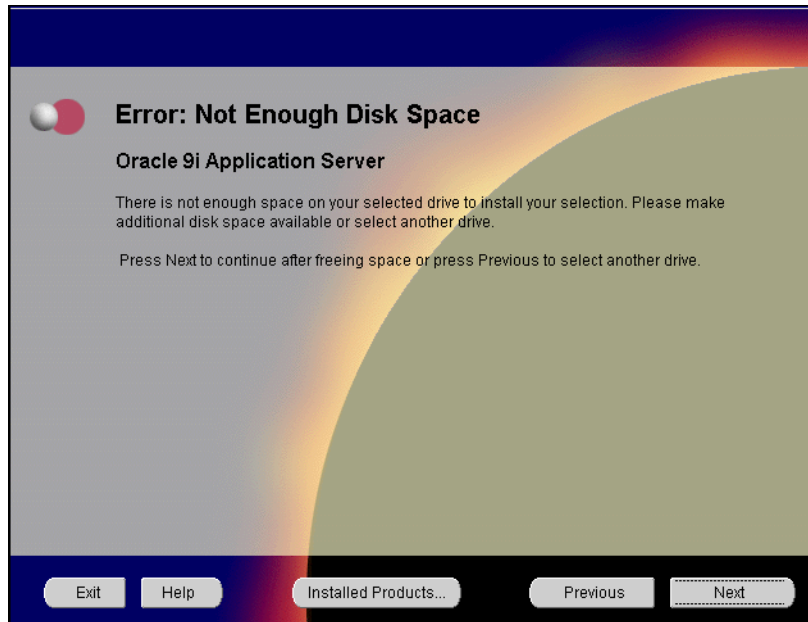 Error: Not Enough Disk Space
Oracle 9i Application Server
There is not enough space on your selected drive to install your selection. Please make
additional disk space available or select another drive.
Press Next to continue after freeing space or press Previous to select another drive.
Exit Help Installed Products... Previous Next